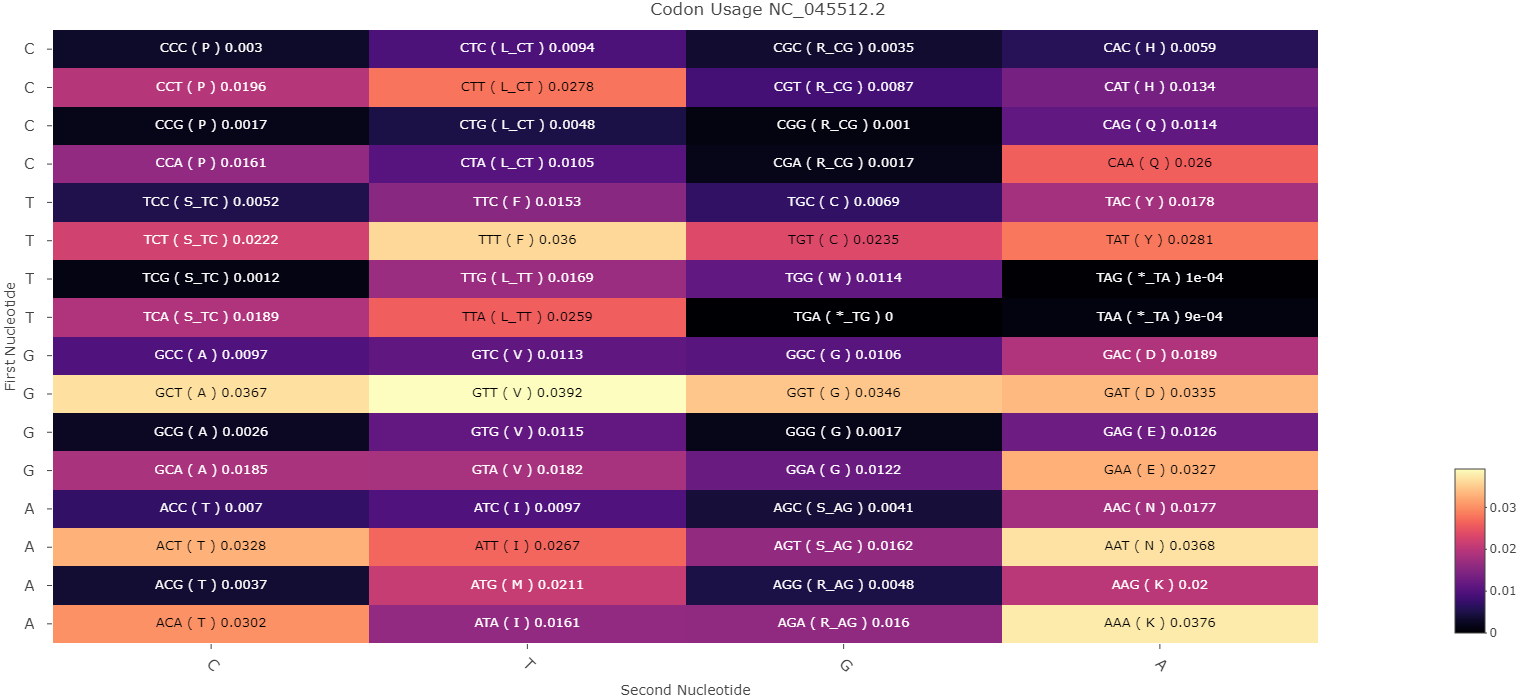 Codon Usage NC_045512.2
C CCC ( P ) 0.003 CTC ( L_CT ) 0.0094 CGC ( R_CG ) 0.0035 CAC ( H ) 0.0059
C CCT ( P ) 0.0196 CTT ( L_CT ) 0.0278 CGT ( R_CG ) 0.0087 CAT ( H ) 0.0134
C CCG ( P ) 0.0017 CTG ( L_CT ) 0.0048 CGG ( R_CG ) 0.001 CAG ( Q ) 0.0114
C CCA ( P ) 0.0161 CTA ( L_CT ) 0.0105 CGA ( R_CG ) 0.0017 CAA ( Q ) 0.026
T TCC ( S_TC ) 0.0052 TTC ( F ) 0.0153 TGC ( C ) 0.0069 TAC ( Y ) 0.0178
T TCT ( S_TC ) 0.0222 TTT ( F ) 0.036 TGT ( C ) 0.0235 TAT ( Y ) 0.0281
T TCG ( S_TC ) 0.0012 TTG ( L_TT ) 0.0169 TGG ( W ) 0.0114 TAG ( *_TA ) 1e-04
T TCA ( S_TC ) 0.0189 TTA ( L_TT ) 0.0259 TGA ( *_TG ) 0 TAA ( *_TA ) 9e-04
G GCC ( A ) 0.0097 GTC ( V ) 0.0113 GGC ( G ) 0.0106 GAC ( D ) 0.0189
G GCT ( A ) 0.0367 GTT ( V ) 0.0392 GGT ( G ) 0.0346 GAT ( D ) 0.0335
G GCG ( A ) 0.0026 GTG ( V ) 0.0115 GGG ( G ) 0.0017 GAG ( E ) 0.0126
G GCA ( A ) 0.0185 GTA ( V ) 0.0182 GGA ( G ) 0.0122 GAA ( E ) 0.0327
A ACC ( T ) 0.007 ATC ( I ) 0.0097 AGC ( S_AG ) 0.0041 AAC ( N ) 0.0177
A ACT ( T ) 0.0328 ATT ( I ) 0.0267 AGT ( S_AG ) 0.0162 AAT ( N ) 0.0368
A ACG ( T ) 0.0037 ATG ( M ) 0.0211 AGG ( R_AG ) 0.0048 AAG ( K ) 0.02
A ACA ( T ) 0.0302 ATA ( I ) 0.0161 AGA ( R_AG ) 0.016 AAA ( K ) 0.0376
First Nucleotide
C T G A
Second Nucleotide
0.03
0.02
0.01
0